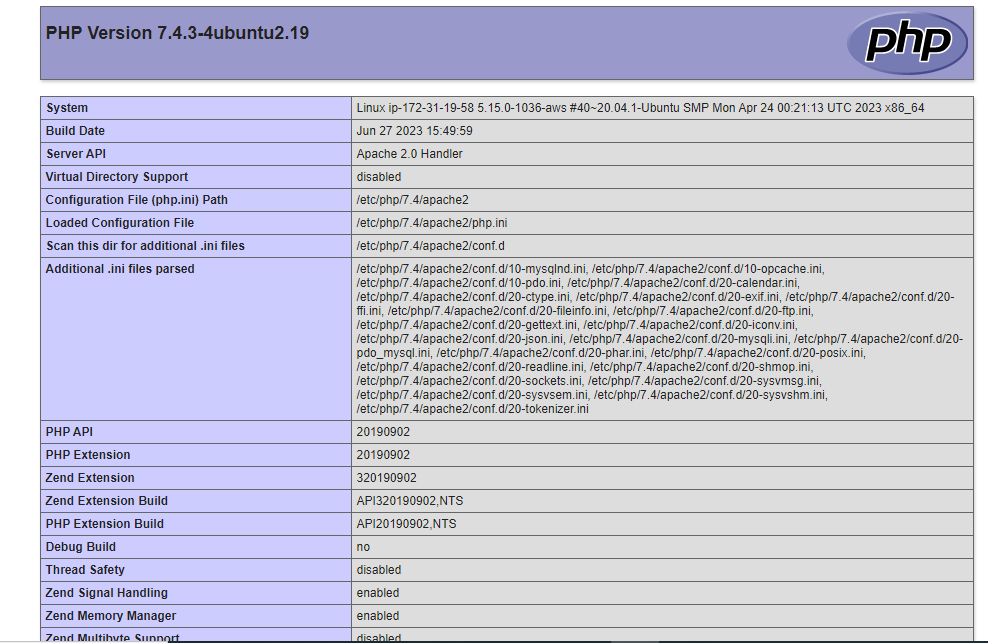 PHP Version 7.4.3-4ubuntu2.19
php
System Linux ip-172-31-19-58 5.15.0-1036-aws #40~20.04.1-Ubuntu SMP Mon Apr 24 00:21:13 UTC 2023 x86_64
Build Date Jun 27 2023 15:49:59
Server API Apache 2.0 Handler
Virtual Directory Support disabled
Configuration File (php.ini) Path /etc/php/7.4/apache2
Loaded Configuration File /etc/php/7.4/apache2/php.ini
Scan this dir for additional .ini files /etc/php/7.4/apache2/conf.d
Additional .ini files parsed /etc/php/7.4/apache2/conf.d/10-mysqlnd.ini, /etc/php/7.4/apache2/conf.d/10-opcache.ini,
/etc/php/7.4/apache2/conf.d/10-pdo.ini, /etc/php/7.4/apache2/conf.d/20-calendar.ini,
/etc/php/7.4/apache2/conf.d/20-ctype.ini, /etc/php/7.4/apache2/conf.d/20-exif.ini, /etc/php/7.4/apache2/conf.d/20-
ffi.ini, /etc/php/7.4/apache2/conf.d/20-fileinfo.ini, /etc/php/7.4/apache2/conf.d/20-ftp.ini,
/etc/php/7.4/apache2/conf.d/20-gettext.ini, /etc/php/7.4/apache2/conf.d/20-iconv.ini,
/etc/php/7.4/apache2/conf.d/20-json.ini, /etc/php/7.4/apache2/conf.d/20-mysqli.ini, /etc/php/7.4/apache2/conf.d/20-
pdo_mysql.ini, /etc/php/7.4/apache2/conf.d/20-phar.ini, /etc/php/7.4/apache2/conf.d/20-posix.ini,
/etc/php/7.4/apache2/conf.d/20-readline.ini, /etc/php/7.4/apache2/conf.d/20-shmop.ini,
/etc/php/7.4/apache2/conf.d/20-sockets.ini, /etc/php/7.4/apache2/conf.d/20-sysvmsg.ini,
/etc/php/7.4/apache2/conf.d/20-sysvsem.ini, /etc/php/7.4/apache2/conf.d/20-sysvshm.ini,
/etc/php/7.4/apache2/conf.d/20-tokenizer.ini
PHP API 20190902
PHP Extension 20190902
Zend Extension 320190902
Zend Extension Build API320190902,NTS
PHP Extension Build API20190902,NTS
Debug Build no
Thread Safety disabled
Zend Signal Handling enabled
Zend Memory Manager enabled
Zend Multibyte Support disabled